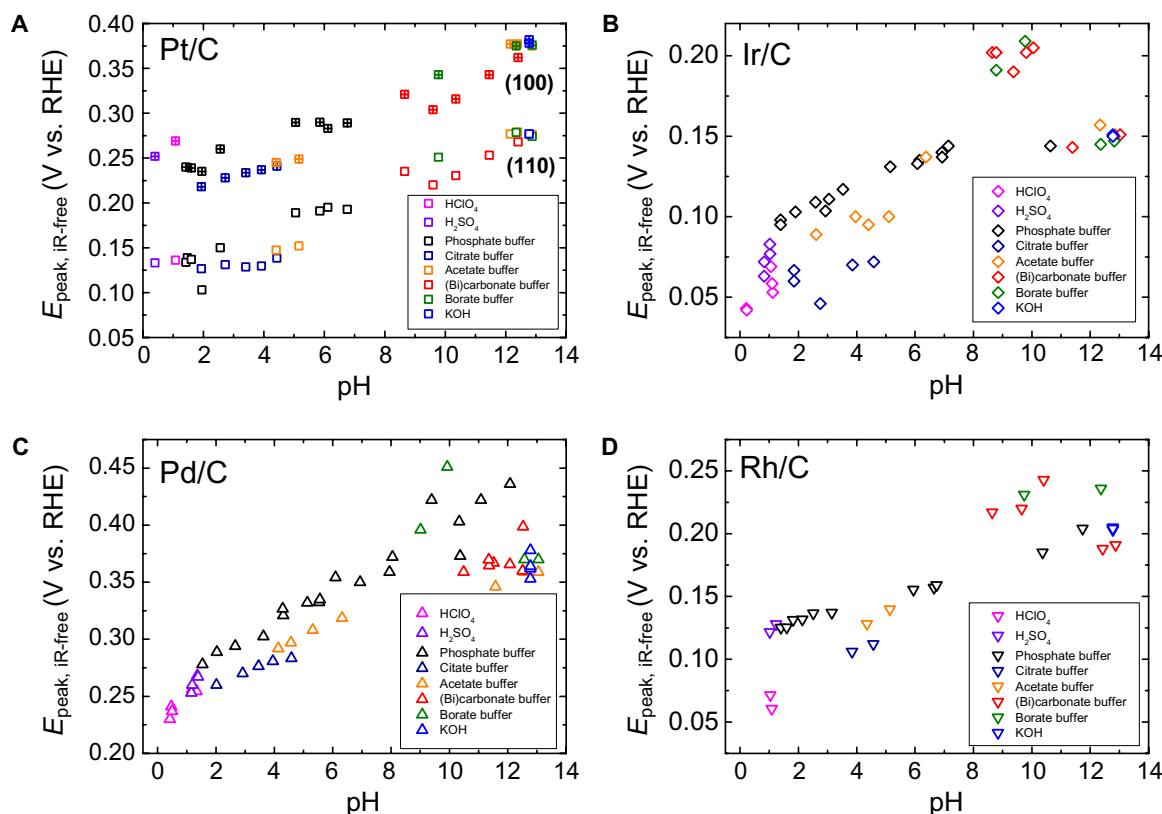 A
Pt/C
E_peak, iR-free (V vs. RHE)
0.40
0.35
0.30
0.25
0.20
0.15
0.10
0.05
(100)
(110)
HClO₄
H₂SO₄
Phosphate buffer
Citrate buffer
Acetate buffer
(Bi)carbonate buffer
Borate buffer
KOH
0 2 4 6 8 10 12 14
pH
B
Ir/C
E_peak, iR-free (V vs. RHE)
0.20
0.15
0.10
0.05
HClO₄
H₂SO₄
Phosphate buffer
Citrate buffer
Acetate buffer
(Bi)carbonate buffer
Borate buffer
KOH
0 2 4 6 8 10 12 14
pH
C
Pd/C
E_peak, iR-free (V vs. RHE)
0.45
0.40
0.35
0.30
0.25
0.20
HClO₄
H₂SO₄
Phosphate buffer
Citrate buffer
Acetate buffer
(Bi)carbonate buffer
Borate buffer
KOH
0 2 4 6 8 10 12 14
pH
D
Rh/C
E_peak, iR-free (V vs. RHE)
0.25
0.20
0.15
0.10
0.05
HClO₄
H₂SO₄
Phosphate buffer
Citrate buffer
Acetate buffer
(Bi)carbonate buffer
Borate buffer
KOH
0 2 4 6 8 10 12 14
pH